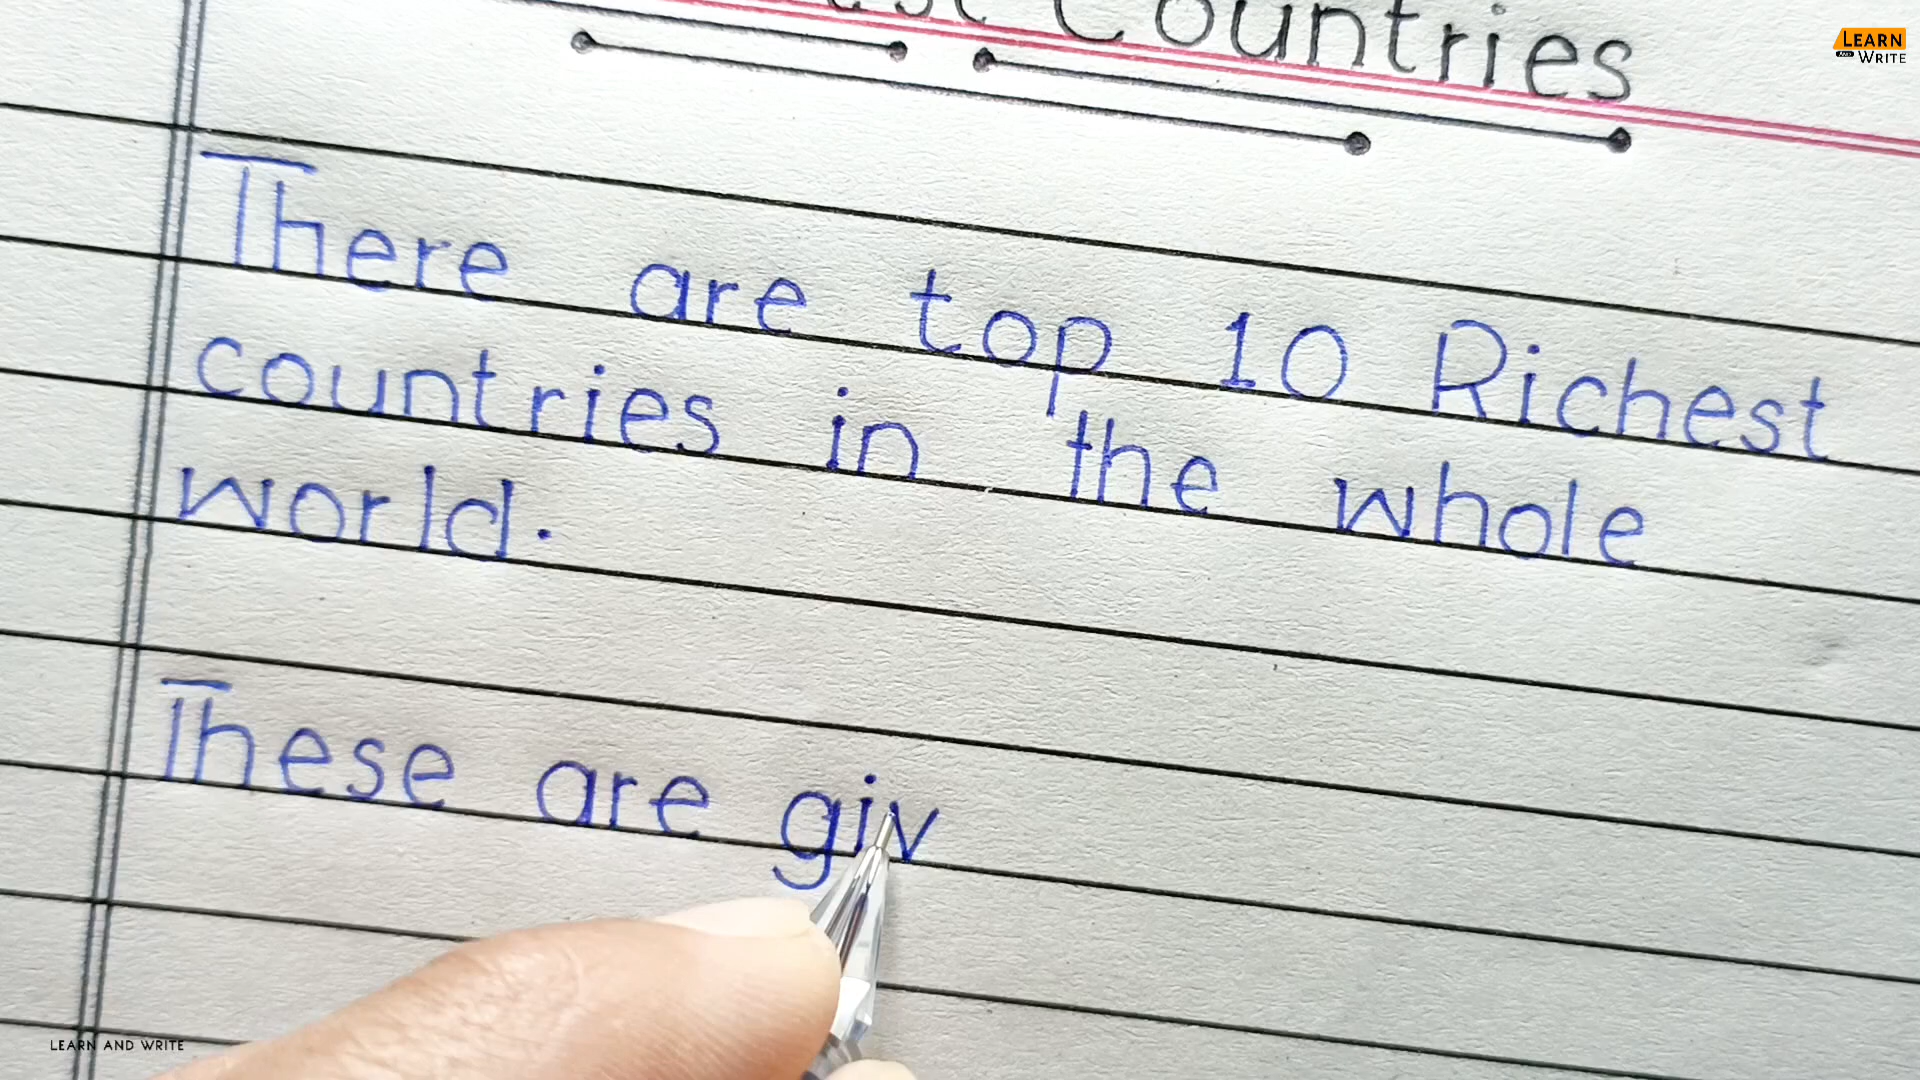 Countries
LEARN
AND
WRITE
There are top 10 Richest
countries in the whole
world.
These are giv
LEARN AND WRITE